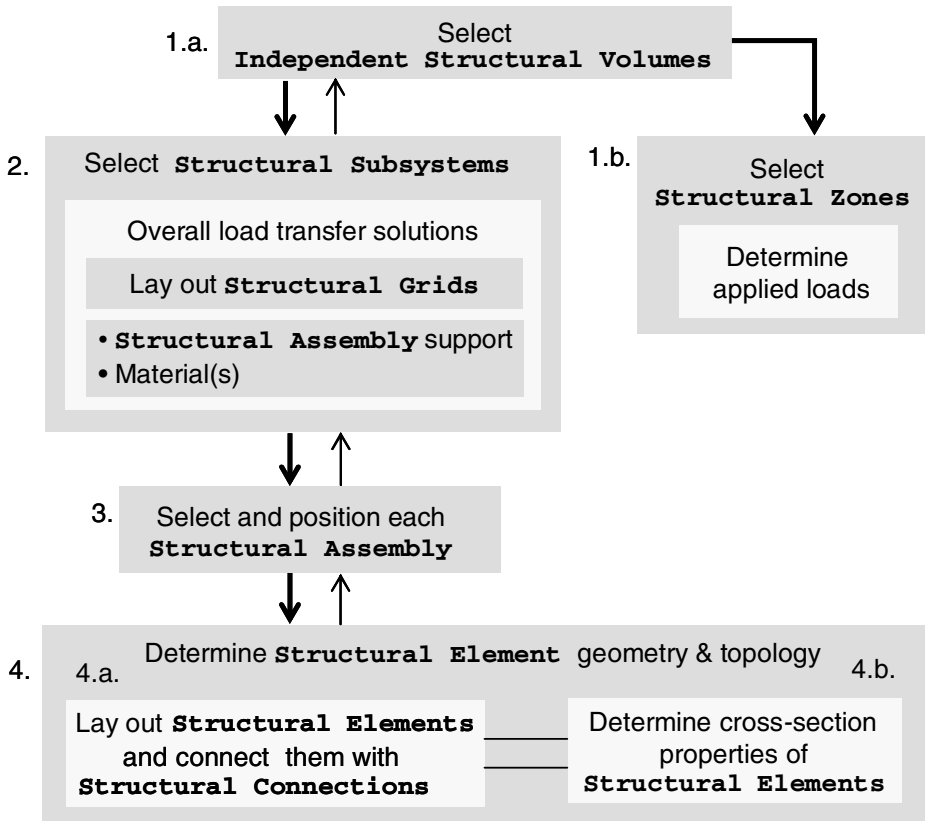 1.a.
Select
Independent Structural Volumes
2.
Select Structural Subsystems
Overall load transfer solutions
Lay out Structural Grids
• Structural Assembly support
• Material(s)
1.b.
Select
Structural Zones
Determine
applied loads
3.
Select and position each
Structural Assembly
4.
Determine Structural Element geometry & topology
4.a.
Lay out Structural Elements
and connect them with
Structural Connections
4.b.
Determine cross-section
properties of
Structural Elements